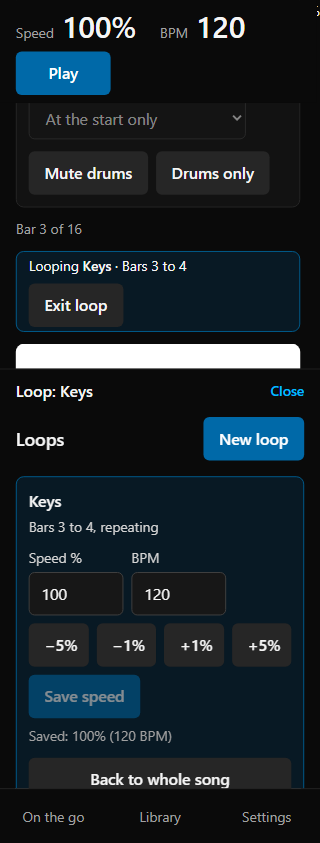 Speed 100% BPM 120
Play
At the start only
Mute drums Drums only
Bar 3 of 16
Looping Keys · Bars 3 to 4
Exit loop
Loop: Keys Close
Loops New loop
Keys
Bars 3 to 4, repeating
Speed % BPM
100 120
−5% −1% +1% +5%
Save speed
Saved: 100% (120 BPM)
Back to whole song
On the go Library Settings